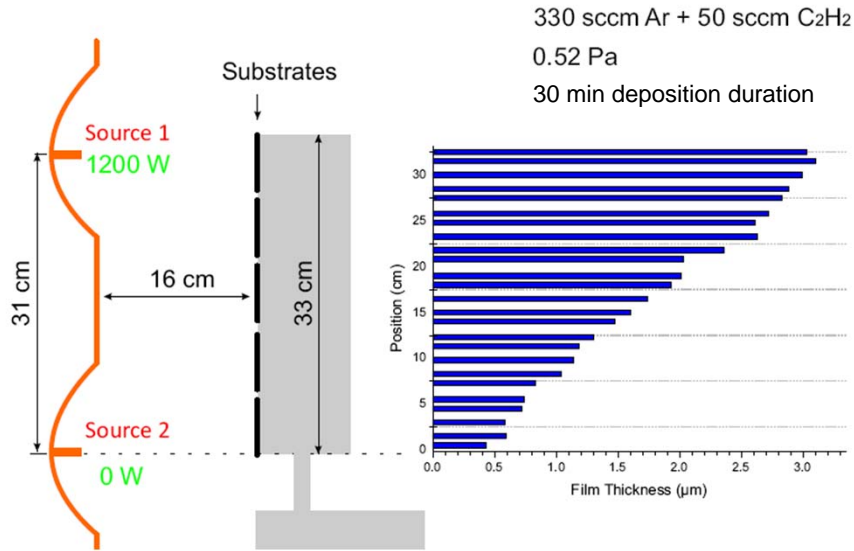 330 sccm Ar + 50 sccm C2H2
0.52 Pa
30 min deposition duration
Substrates
Source 1
1200 W
31 cm
16 cm
33 cm
Source 2
0 W
Position (cm)
30
25
20
15
10
5
0
0.0 0.5 1.0 1.5 2.0 2.5 3.0
Film Thickness (µm)